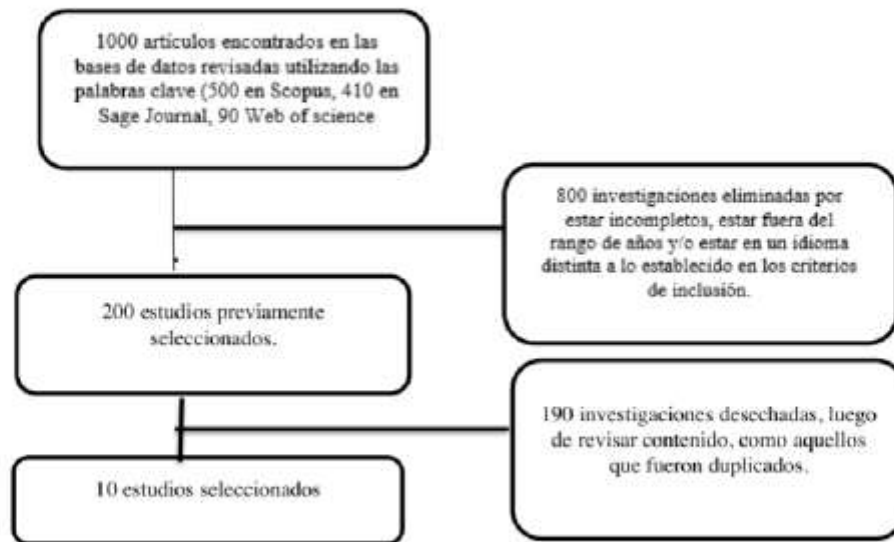 1000 artículos encontrados en las
bases de datos revisadas utilizando las
palabras clave (500 en Scopus, 410 en
Sage Journal, 90 Web of science
800 investigaciones eliminadas por
estar incompletos, estar fuera del
rango de años y/o estar en un idioma
distinta a lo establecido en los criterios
de inclusión.
200 estudios previamente
seleccionados.
190 investigaciones desechadas, luego
de revisar contenido, como aquellos
que fueron duplicados.
10 estudios seleccionados